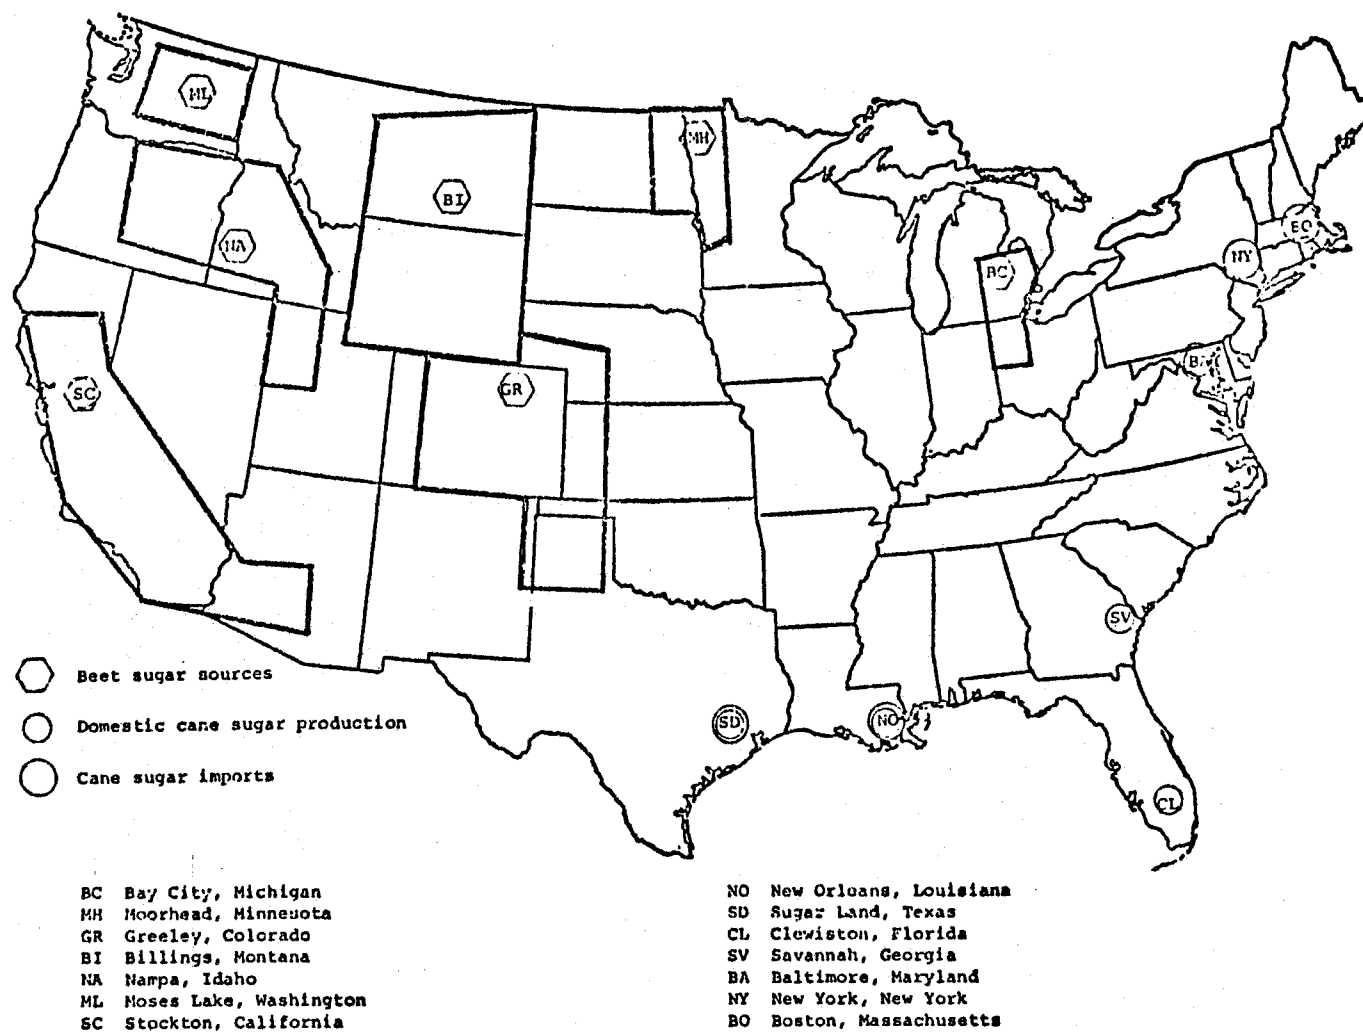 ML
MH
BI
BO
NA
NY
BC
BA
GR
SC
SV
Beet sugar sources
SD
NO
Domestic cane sugar production
Cane sugar imports
CL
BC Bay City, Michigan
MH Moorhead, Minnesota
GR Greeley, Colorado
BI Billings, Montana
NA Nampa, Idaho
ML Moses Lake, Washington
SC Stockton, California
NO New Orleans, Louisiana
SD Sugar Land, Texas
CL Clewiston, Florida
SV Savannah, Georgia
BA Baltimore, Maryland
NY New York, New York
BO Boston, Massachusetts